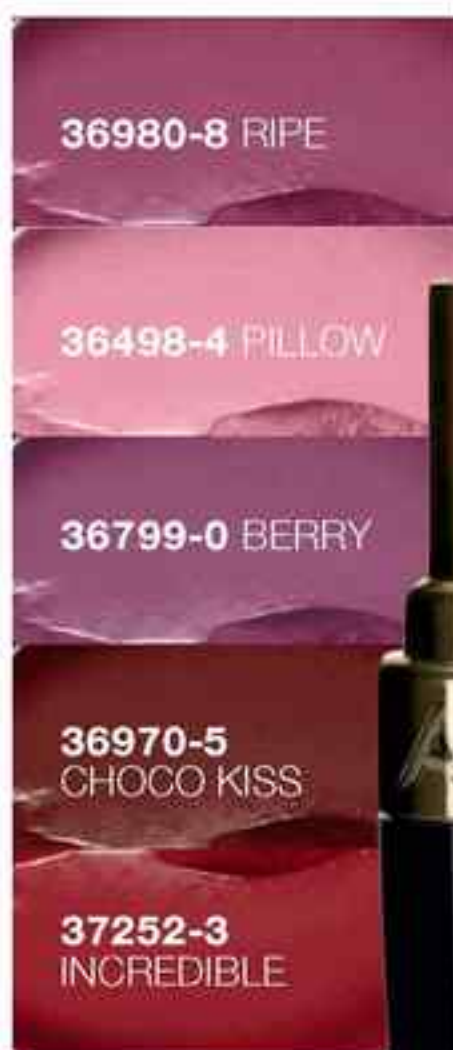 36980-8 RIPE
36498-4 PILLOW
36799-0 BERRY
36970-5
CHOCO KISS
37252-3
INCREDIBLE
A